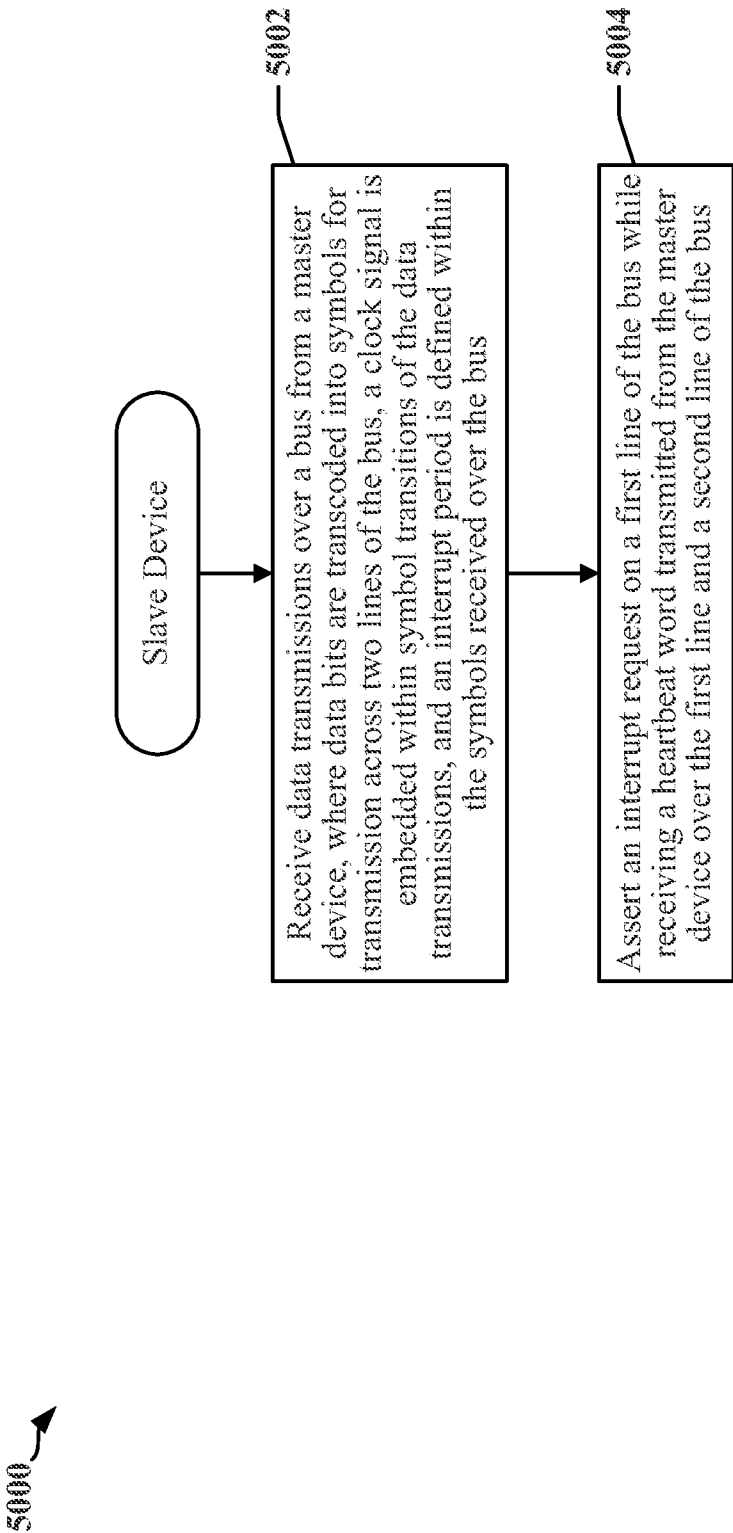 5000
Slave Device
5002
Receive data transmissions over a bus from a master
device, where data bits are transcoded into symbols for
transmission across two lines of the bus, a clock signal is
embedded within symbol transitions of the data
transmissions, and an interrupt period is defined within
the symbols received over the bus
5004
Assert an interrupt request on a first line of the bus while
receiving a heartbeat word transmitted from the master
device over the first line and a second line of the bus